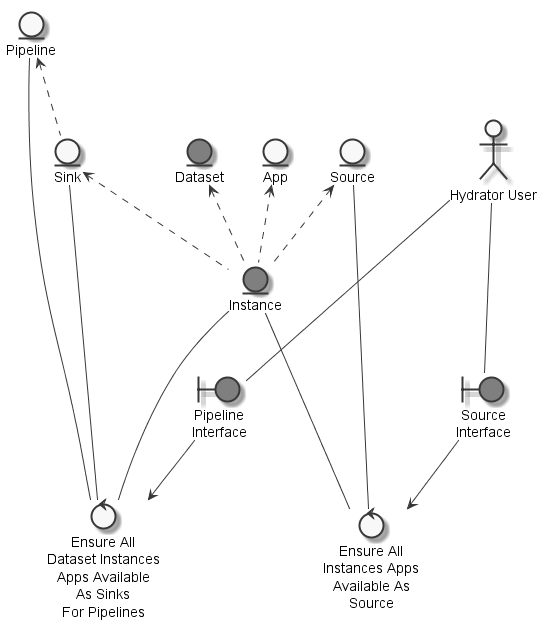 Pipeline
Sink
Dataset
App
Source
Hydrator User
Instance
Pipeline
Interface
Source
Interface
Ensure All
Dataset Instances
Apps Available
As Sinks
For Pipelines
Ensure All
Instances Apps
Available As
Source